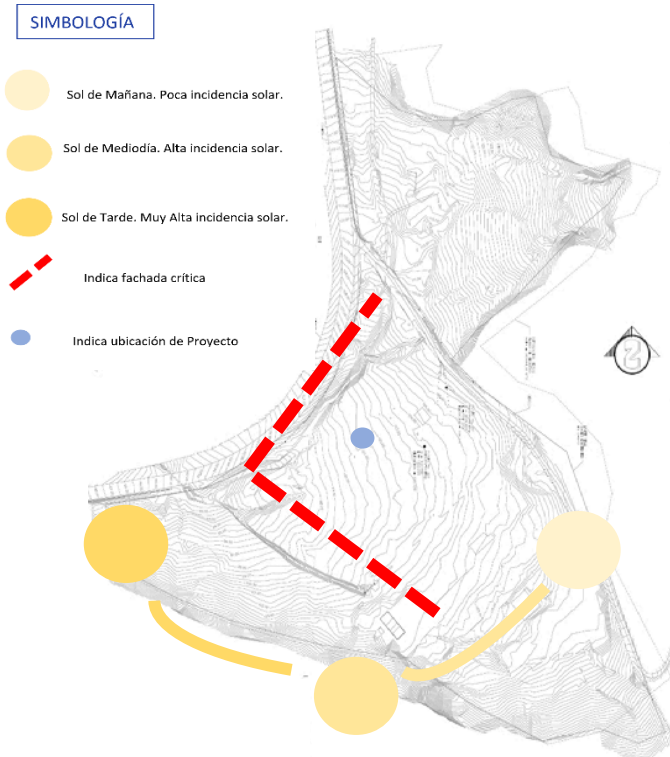 SIMBOLOGÍA
Sol de Mañana. Poca incidencia solar.
Sol de Mediodía. Alta incidencia solar.
Sol de Tarde. Muy Alta incidencia solar.
Indica fachada crítica
Indica ubicación de Proyecto